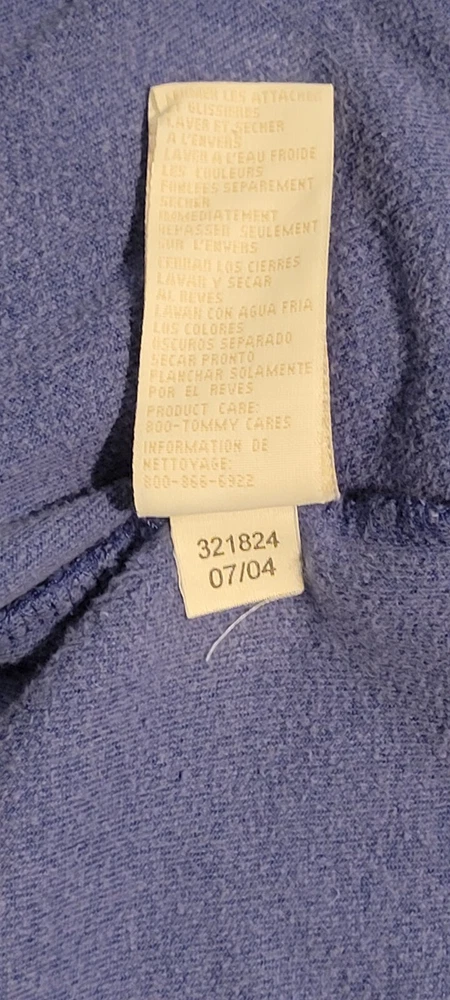 LES ATTACHES
GLISSIERES
LAVER ET SECHER
A L'ENVERS
LAVER A L'EAU FROIDE
LES COULEURS
FONCEES SEPAREMENT
SECHER
IMMEDIATEMENT
REPASSER SEULEMENT
SUR L'ENVERS
CERRAR LOS CIERRES
LAVAR Y SECAR
AL REVES
LAVAR CON AGUA FRIA
LOS COLORES
OSCUROS SEPARADO
SECAR PRONTO
PLANCHAR SOLAMENTE
POR EL REVES
PRODUCT CARE:
800-TOMMY CARES
INFORMATION DE
NETTOYAGE:
800-866-6922
321824
07/04